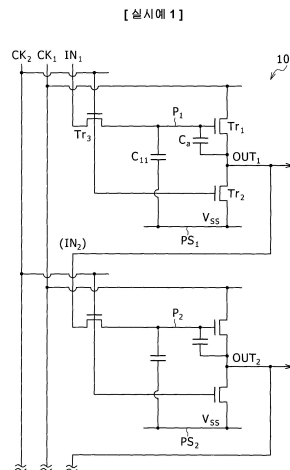 [ 실시예 1 ]
CK2 CK1 IN1
10
P1
Tr1
Tr3
Ca
C11
OUT1
Tr2
VSS
PS1
(IN2)
P2
OUT2
VSS
PS2